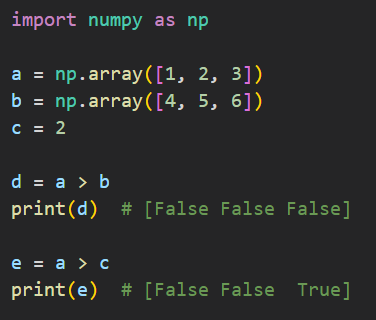 import numpy as np
a = np.array([1, 2, 3])
b = np.array([4, 5, 6])
c = 2
d = a > b
print(d)  # [False False False]
e = a > c
print(e)  # [False False  True]